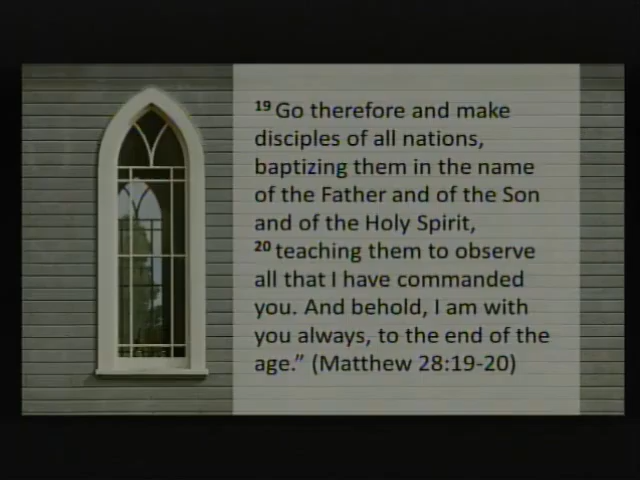 19 Go therefore and make
disciples of all nations,
baptizing them in the name
of the Father and of the Son
and of the Holy Spirit,
20 teaching them to observe
all that I have commanded
you. And behold, I am with
you always, to the end of the
age.” (Matthew 28:19-20)